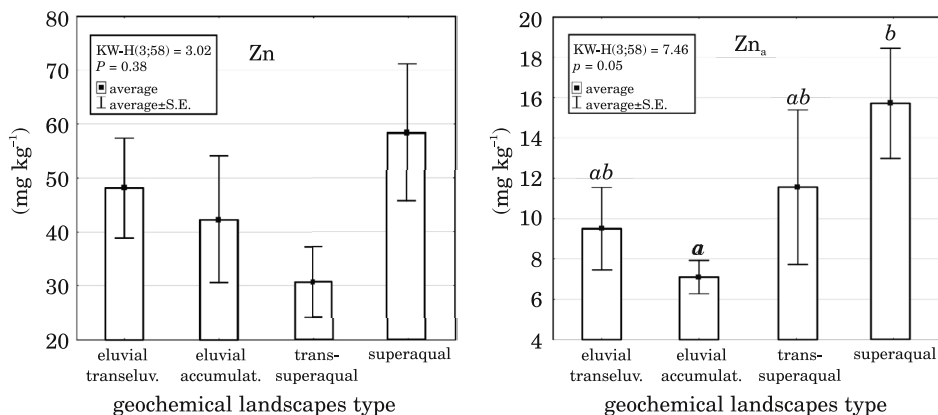 80
70
60
50
40
30
20
(mg kg⁻¹)
KW-H(3;58) = 3.02
P = 0.38
average
average±S.E.
Zn
eluvial transeluv.
eluvial accumulat.
trans- superaqual
superaqual
geochemical landscapes type
20
18
16
14
12
10
8
6
4
(mg kg⁻¹)
KW-H(3;58) = 7.46
p = 0.05
average
average±S.E.
Znₐ
ab
a
ab
b
eluvial transeluv.
eluvial accumulat.
trans- superaqual
superaqual
geochemical landscapes type